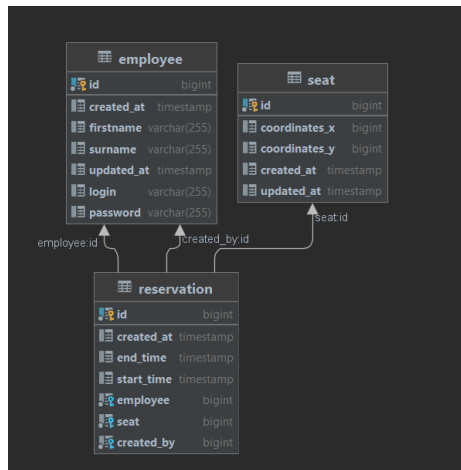 employee
id bigint
created_at timestamp
firstname varchar(255)
surname varchar(255)
updated_at timestamp
login varchar(255)
password varchar(255)
seat
id bigint
coordinates_x bigint
coordinates_y bigint
created_at timestamp
updated_at timestamp
employee:id
created_by:id
seat:id
reservation
id bigint
created_at timestamp
end_time timestamp
start_time timestamp
employee bigint
seat bigint
created_by bigint